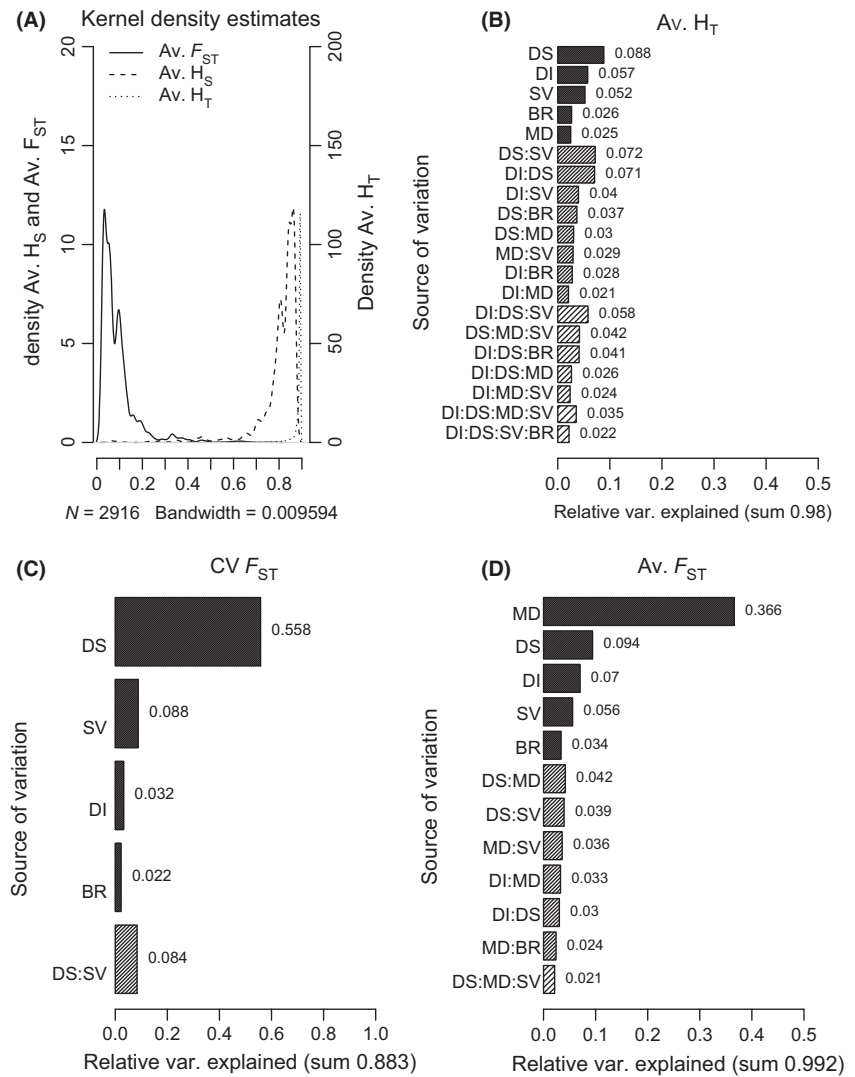 (A) Kernel density estimates
20
15
10
5
0
density Av. H_S and Av. F_ST
Av. F_ST
Av. H_S
Av. H_T
200
150
100
50
0
Density Av. H_T
0 0.2 0.4 0.6 0.8
N = 2916 Bandwidth = 0.009594
(B) Av. H_T
Source of variation
DS 0.088
DI 0.057
SV 0.052
BR 0.026
MD 0.025
DS:SV 0.072
DI:DS 0.071
DI:SV 0.04
DS:BR 0.037
DS:MD 0.03
MD:SV 0.029
DI:BR 0.028
DI:MD 0.021
DI:DS:SV 0.058
DS:MD:SV 0.042
DI:DS:BR 0.041
DI:DS:MD 0.026
DI:MD:SV 0.024
DI:DS:MD:SV 0.035
DI:DS:SV:BR 0.022
0.0 0.1 0.2 0.3 0.4 0.5
Relative var. explained (sum 0.98)
(C) CV F_ST
Source of variation
DS 0.558
SV 0.088
DI 0.032
BR 0.022
DS:SV 0.084
0.0 0.2 0.4 0.6 0.8 1.0
Relative var. explained (sum 0.883)
(D) Av. F_ST
Source of variation
MD 0.366
DS 0.094
DI 0.07
SV 0.056
BR 0.034
DS:MD 0.042
DS:SV 0.039
MD:SV 0.036
DI:MD 0.033
DI:DS 0.03
MD:BR 0.024
DS:MD:SV 0.021
0.0 0.1 0.2 0.3 0.4 0.5
Relative var. explained (sum 0.992)